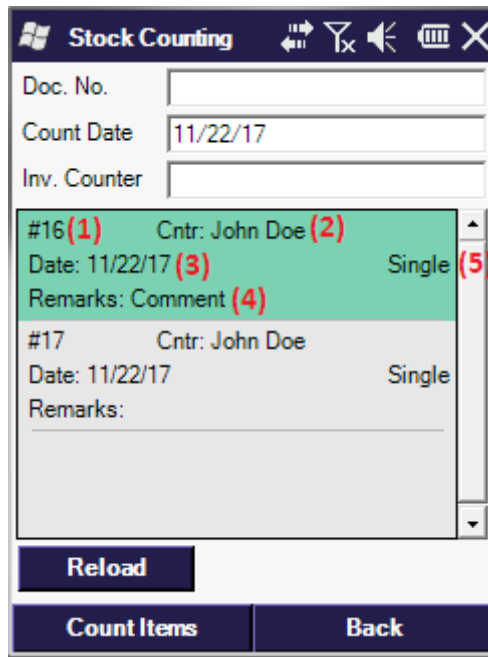 Stock Counting
Doc. No.
Count Date 11/22/17
Inv. Counter
#16(1) Cntr: John Doe(2)
Date: 11/22/17(3) Single (5)
Remarks: Comment (4)
#17 Cntr: John Doe
Date: 11/22/17 Single
Remarks:
Reload
Count Items Back